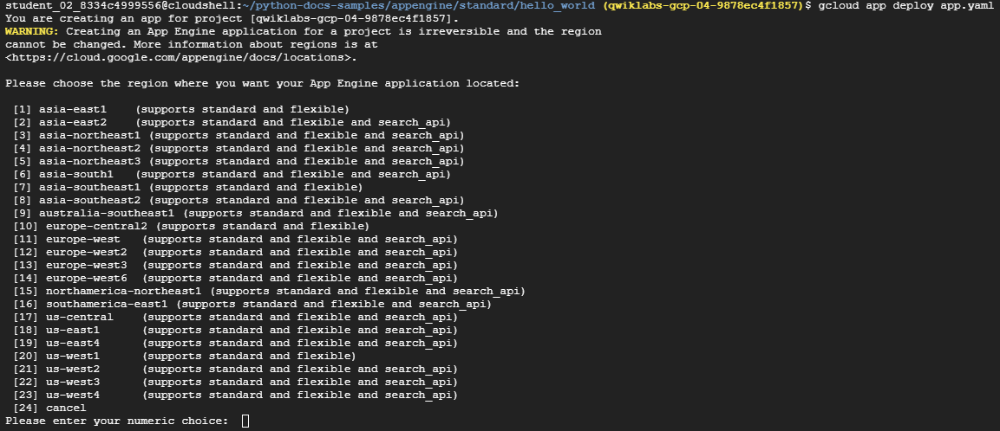 student_02_8334c4999556@cloudshell:~/python-docs-samples/appengine/standard/hello_world (qwiklabs-gcp-04-9878ec4f1857)$ gcloud app deploy app.yaml
You are creating an app for project [qwiklabs-gcp-04-9878ec4f1857].
WARNING: Creating an App Engine application for a project is irreversible and the region
cannot be changed. More information about regions is at
<https://cloud.google.com/appengine/docs/locations>.
Please choose the region where you want your App Engine application located:
[1] asia-east1    (supports standard and flexible)
[2] asia-east2    (supports standard and flexible and search_api)
[3] asia-northeast1 (supports standard and flexible and search_api)
[4] asia-northeast2 (supports standard and flexible and search_api)
[5] asia-northeast3 (supports standard and flexible and search_api)
[6] asia-south1   (supports standard and flexible and search_api)
[7] asia-southeast1 (supports standard and flexible)
[8] asia-southeast2 (supports standard and flexible and search_api)
[9] australia-southeast1 (supports standard and flexible and search_api)
[10] europe-central2 (supports standard and flexible)
[11] europe-west   (supports standard and flexible and search_api)
[12] europe-west2  (supports standard and flexible and search_api)
[13] europe-west3  (supports standard and flexible and search_api)
[14] europe-west6  (supports standard and flexible and search_api)
[15] northamerica-northeast1 (supports standard and flexible and search_api)
[16] southamerica-east1 (supports standard and flexible and search_api)
[17] us-central    (supports standard and flexible and search_api)
[18] us-east1      (supports standard and flexible and search_api)
[19] us-east4      (supports standard and flexible and search_api)
[20] us-west1      (supports standard and flexible)
[21] us-west2      (supports standard and flexible and search_api)
[22] us-west3      (supports standard and flexible and search_api)
[23] us-west4      (supports standard and flexible and search_api)
[24] cancel
Please enter your numeric choice: